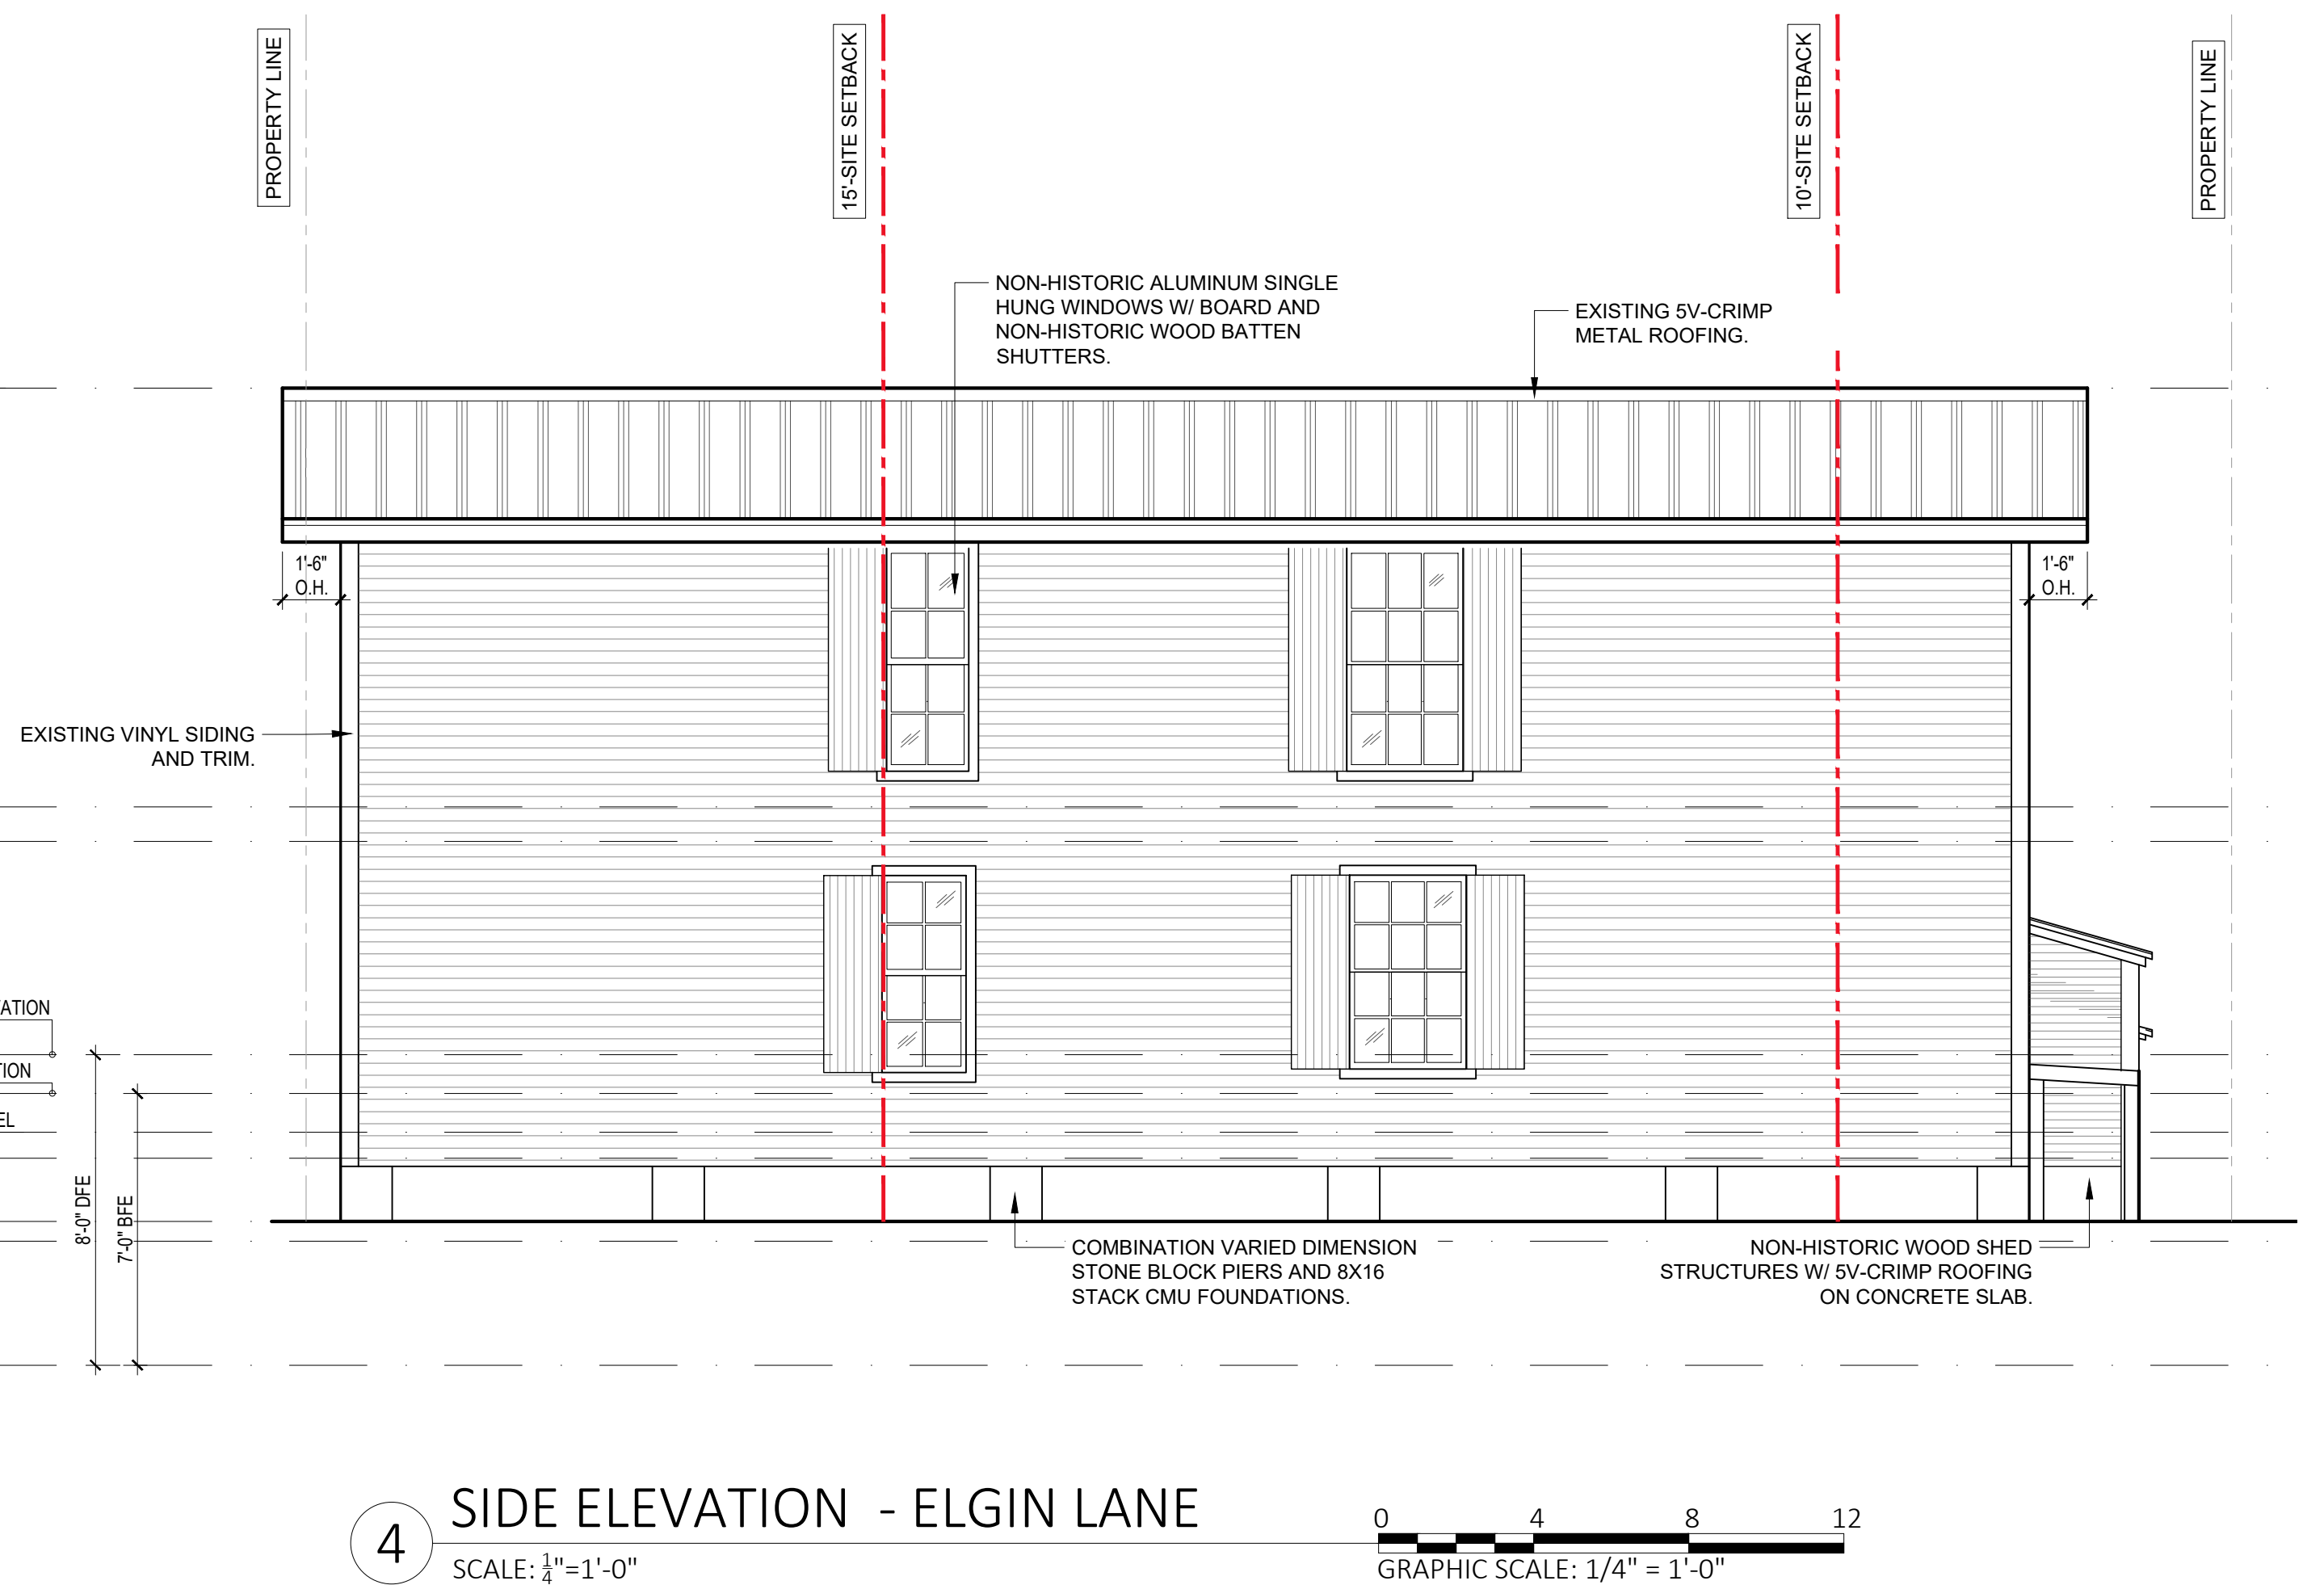 PROPERTY LINE
15'-SITE SETBACK
10'-SITE SETBACK
PROPERTY LINE
NON-HISTORIC ALUMINUM SINGLE
HUNG WINDOWS W/ BOARD AND
NON-HISTORIC WOOD BATTEN
SHUTTERS.
EXISTING 5V-CRIMP
METAL ROOFING.
1'-6"
O.H.
1'-6"
O.H.
EXISTING VINYL SIDING
AND TRIM.
ATION
TION
EL
8'-0" DFE
7'-0" BFE
COMBINATION VARIED DIMENSION
STONE BLOCK PIERS AND 8X16
STACK CMU FOUNDATIONS.
NON-HISTORIC WOOD SHED
STRUCTURES W/ 5V-CRIMP ROOFING
ON CONCRETE SLAB.
4
SIDE ELEVATION - ELGIN LANE
SCALE: 1/4"=1'-0"
0 4 8 12
GRAPHIC SCALE: 1/4" = 1'-0"